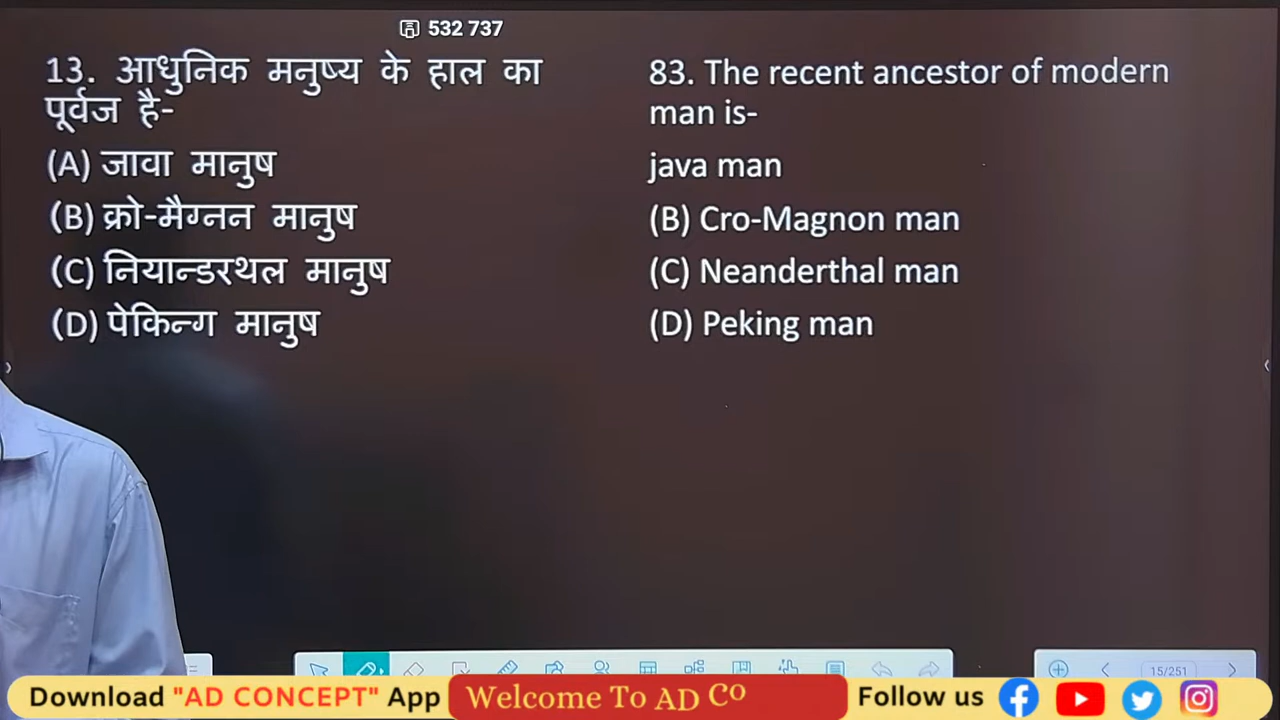 532 737
13. आधुनिक मनुष्य के हाल का
पूर्वज है-
(A) जावा मानुष
(B) क्रो-मैग्नन मानुष
(C) नियान्डरथल मानुष
(D) पेकिन्ग मानुष
83. The recent ancestor of modern
man is-
java man
(B) Cro-Magnon man
(C) Neanderthal man
(D) Peking man
15/251
Download "AD CONCEPT" App
Welcome To AD CO
Follow us